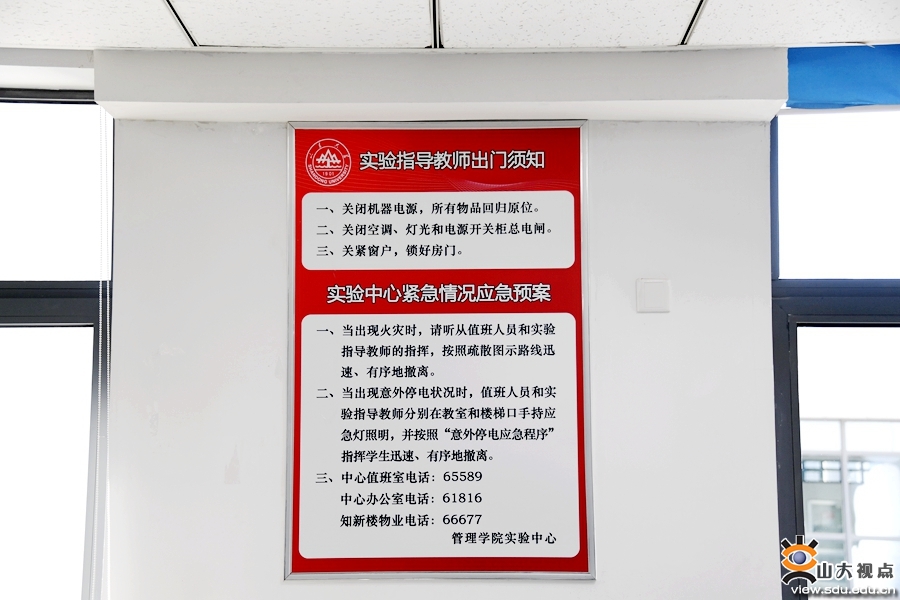 SHANDONG UNIVERSITY
1901
实验指导教师出门须知
一、关闭机器电源，所有物品回归原位。
二、关闭空调、灯光和电源开关柜总电闸。
三、关紧窗户，锁好房门。
实验中心紧急情况应急预案
一、当出现火灾时，请听从值班人员和实验
指导教师的指挥，按照疏散图示路线迅
速、有序地撤离。
二、当出现意外停电状况时，值班人员和实
验指导教师分别在教室和楼梯口手持应
急灯照明，并按照“意外停电应急程序”
指挥学生迅速、有序地撤离。
三、中心值班室电话：65589
中心办公室电话：61816
知新楼物业电话：66677
管理学院实验中心
山大视点
view.sdu.edu.cn